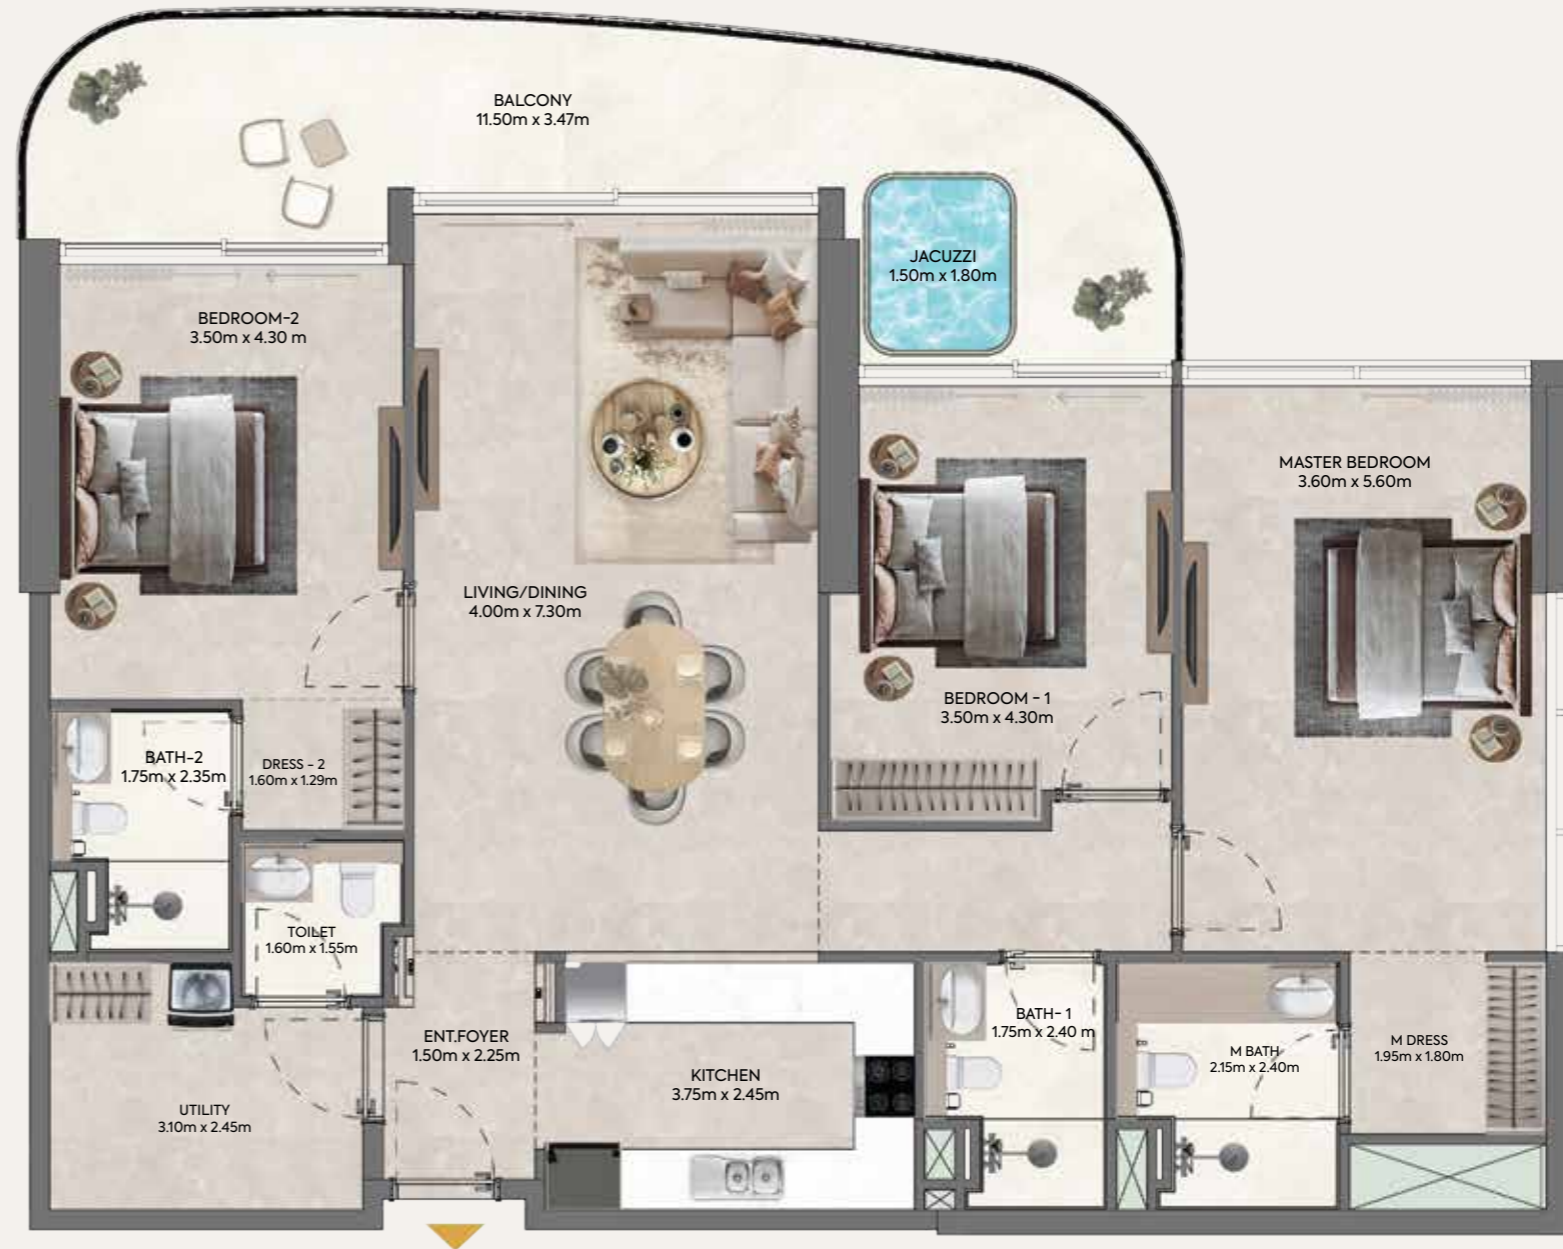 BALCONY
11.50m x 3.47m
JACUZZI
1.50m x 1.80m
BEDROOM-2
3.50m x 4.30 m
MASTER BEDROOM
3.60m x 5.60m
LIVING/DINING
4.00m x 7.30m
BEDROOM - 1
3.50m x 4.30m
BATH-2
1.75m x 2.35m
DRESS - 2
1.60m x 1.29m
TOILET
1.60m x 1.55m
ENT.FOYER
1.50m x 2.25m
BATH- 1
1.75m x 2.40 m
M BATH
2.15m x 2.40m
M DRESS
1.95m x 1.80m
KITCHEN
3.75m x 2.45m
UTILITY
3.10m x 2.45m